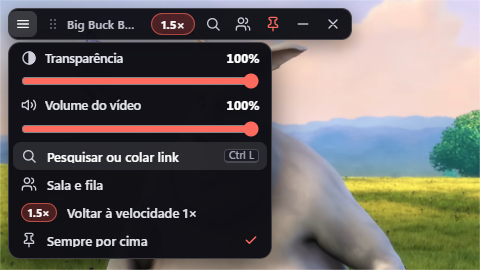 Big Buck B... 1.5×
Transparência 100%
Volume do vídeo 100%
Pesquisar ou colar link Ctrl L
Sala e fila
1.5× Voltar à velocidade 1×
Sempre por cima